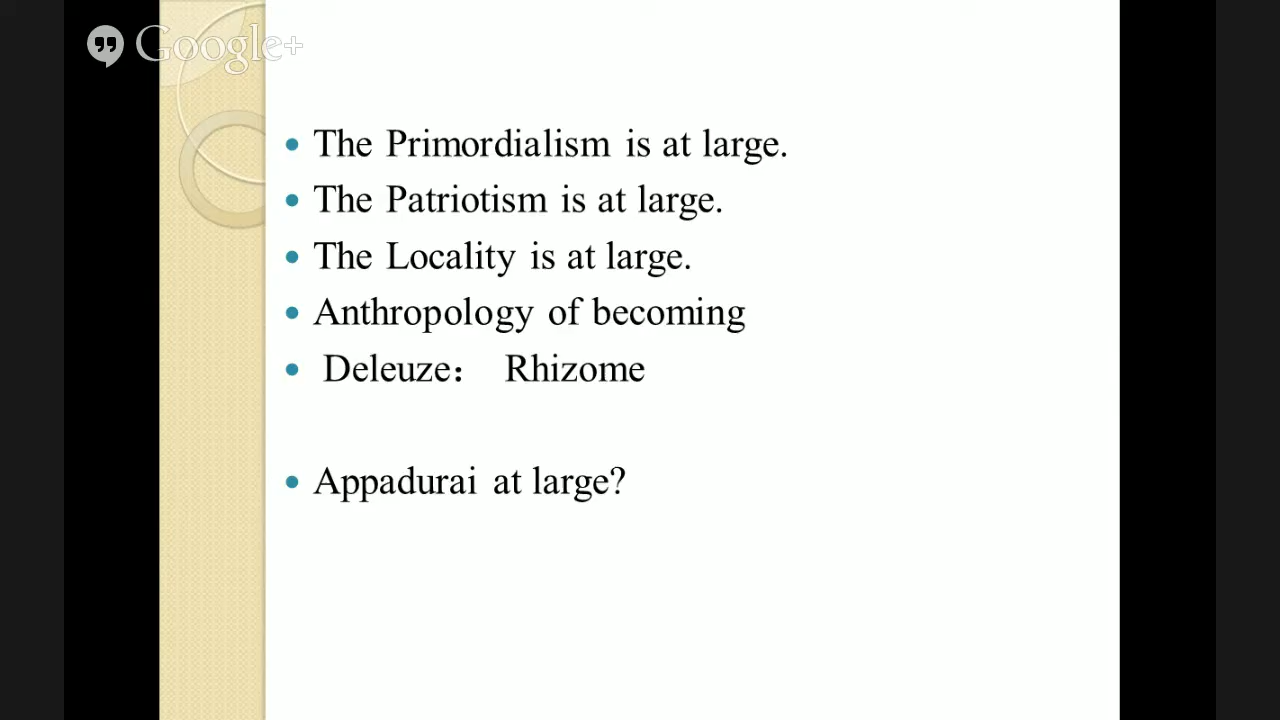 Google+
The Primordialism is at large.
The Patriotism is at large.
The Locality is at large.
Anthropology of becoming
Deleuze： Rhizome
Appadurai at large?